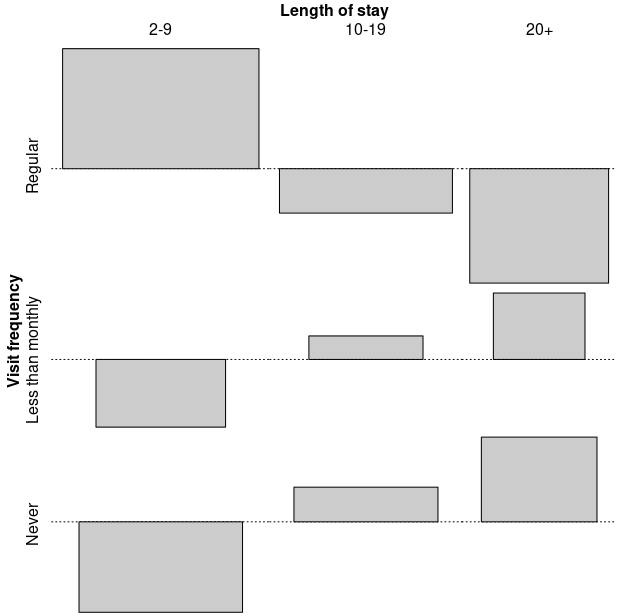 Length of stay
2-9 10-19 20+
Visit frequency
Regular
Less than monthly
Never